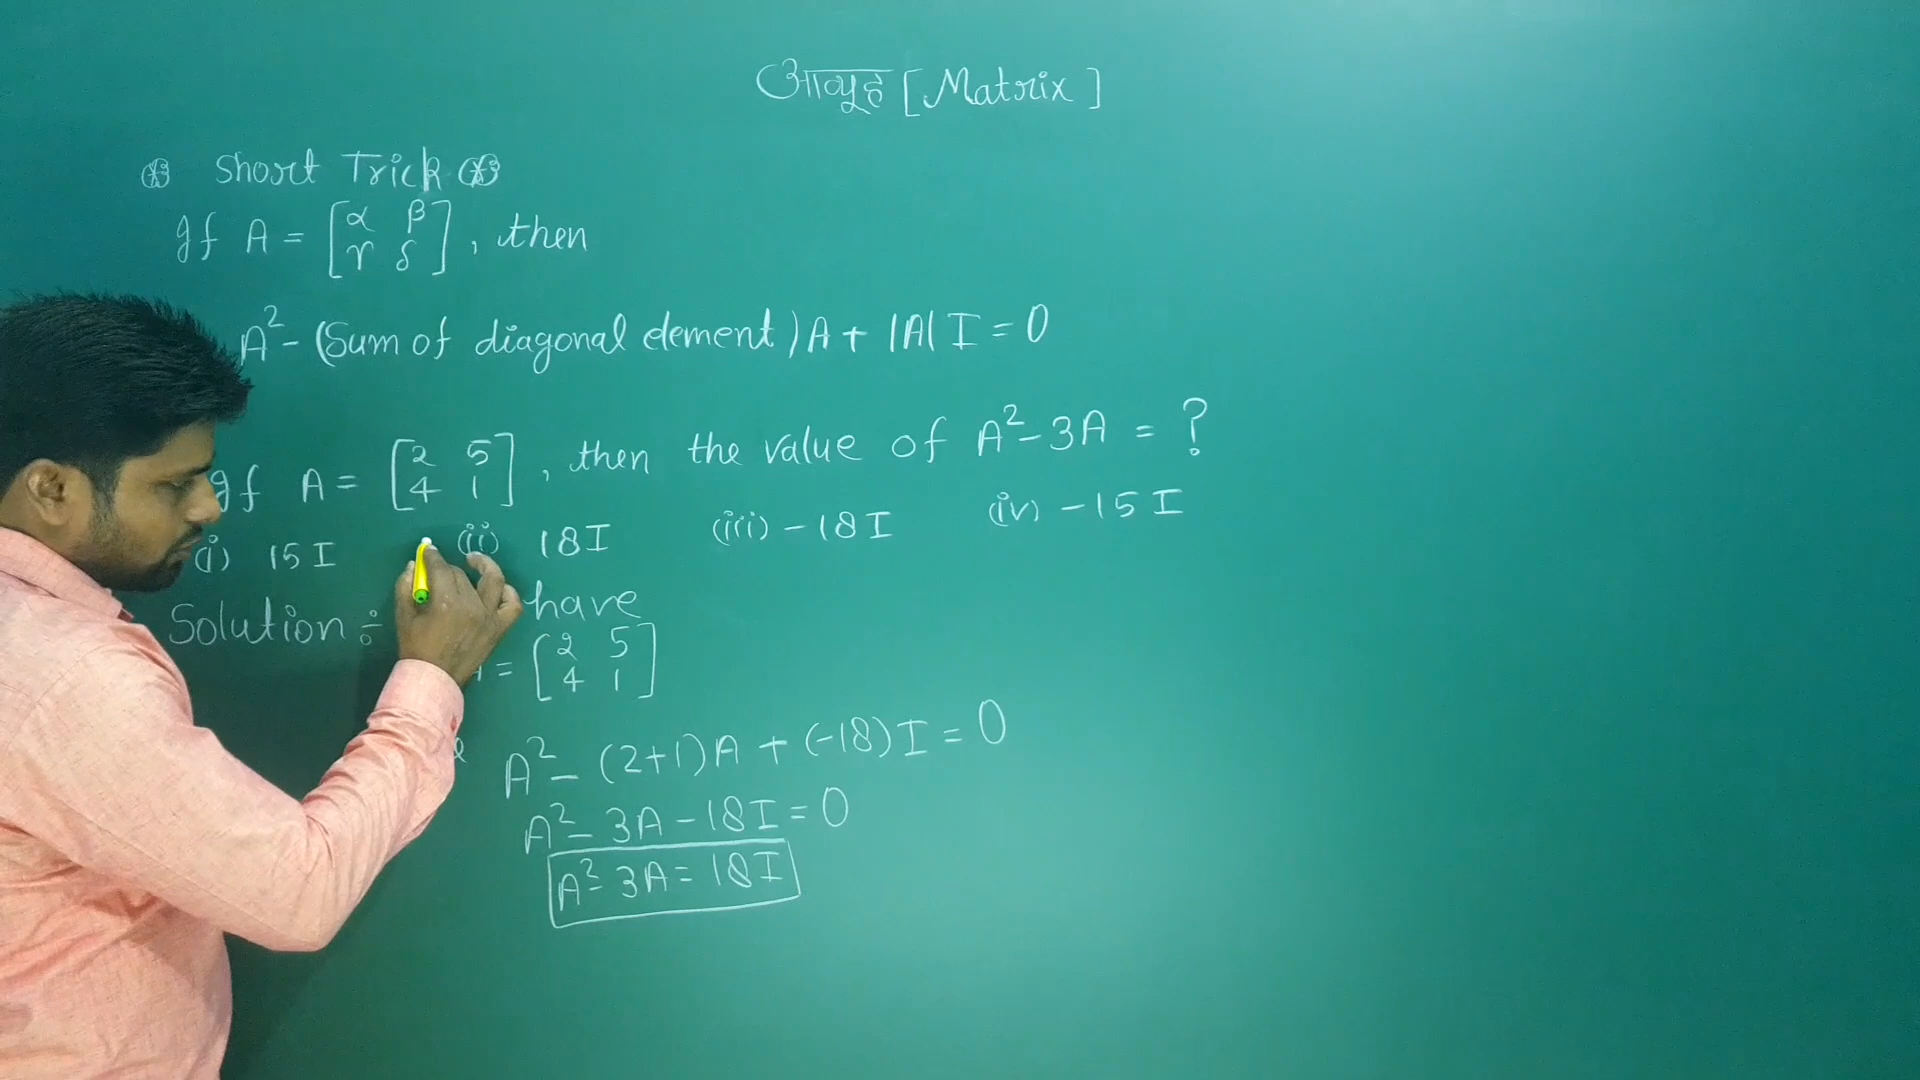 आव्यूह [Matrix]
Short Trick
If A = [α β
γ δ], then
A² - (Sum of diagonal element)A + |A| I = 0
If A = [2 5
4 1], then the value of A² - 3A = ?
(i) 15 I (ii) 18 I (iii) -18 I (iv) -15 I
Solution ÷ have
= [2 5
4 1]
A² - (2+1)A + (-18)I = 0
A² - 3A - 18I = 0
A² - 3A = 18I